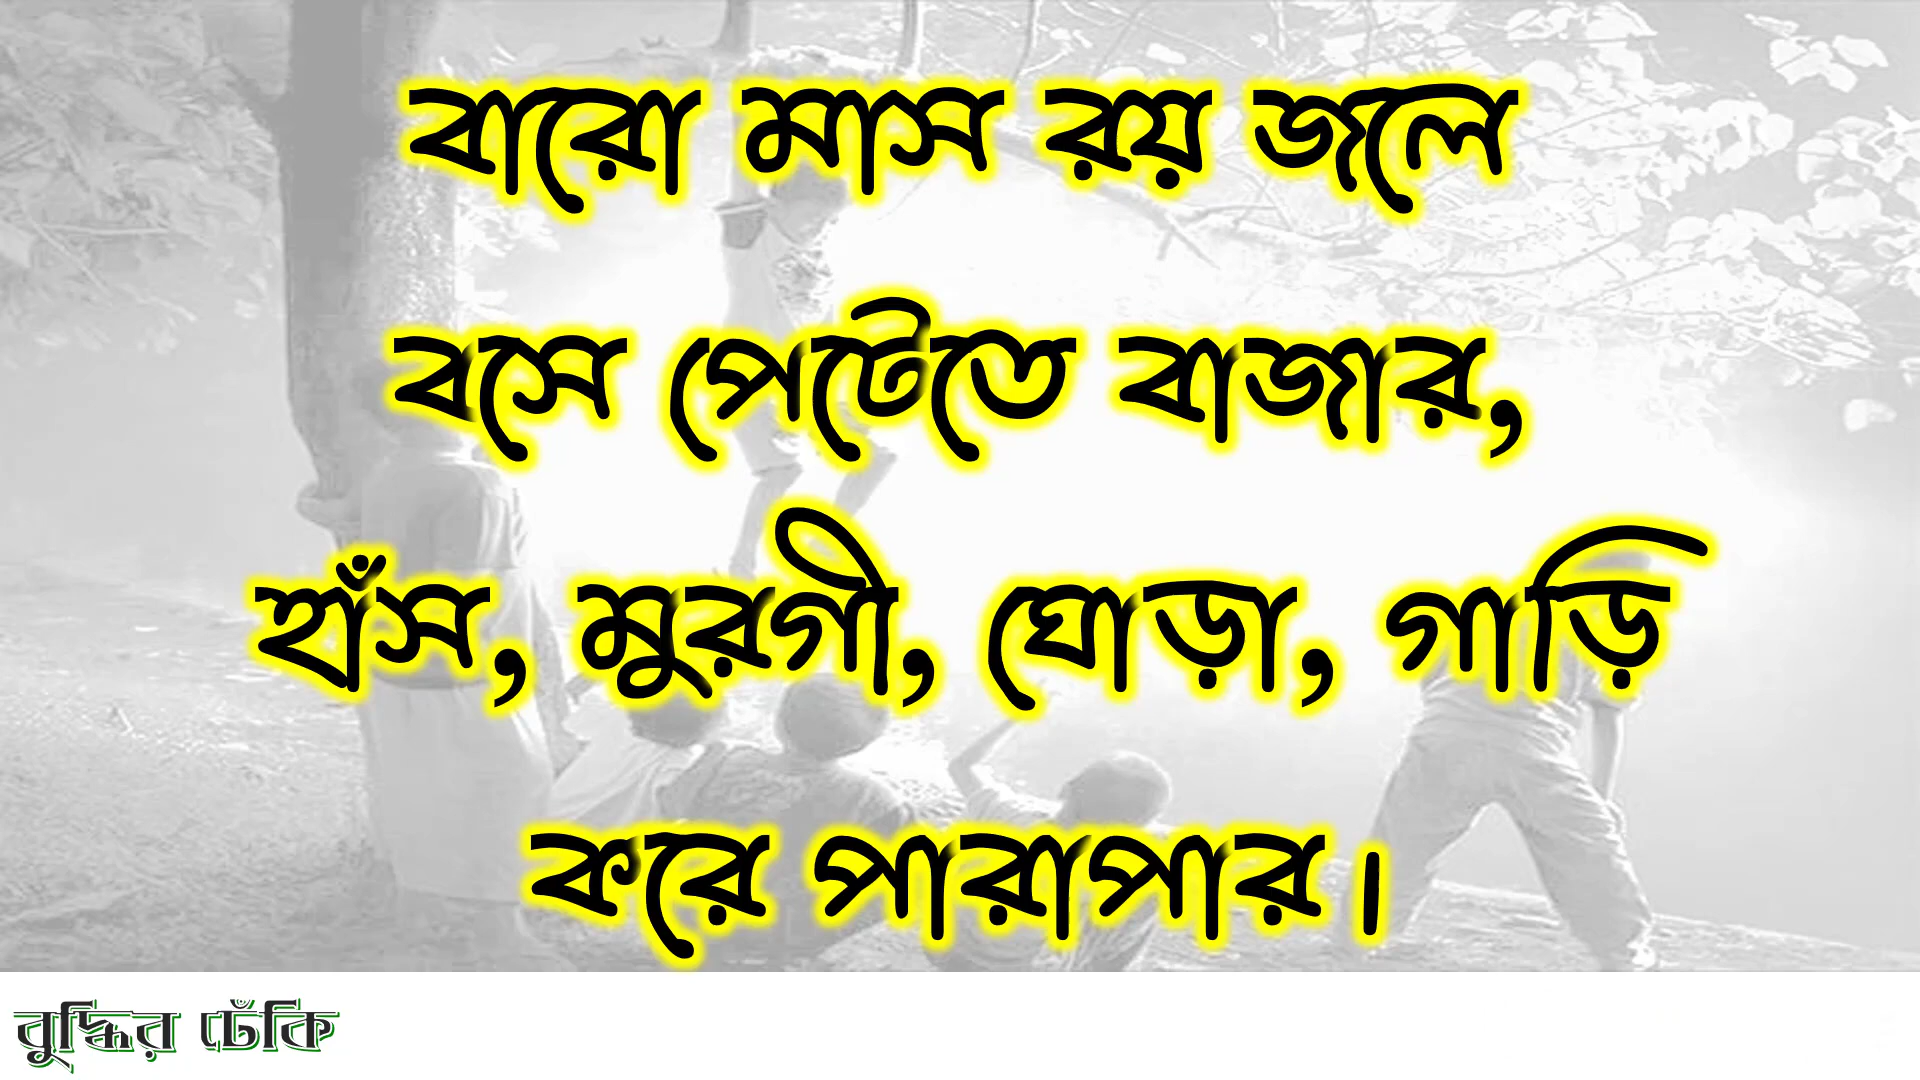 বারো মাস রয় জলে
বসে পেটেতে বাজার,
হাঁস, মুরগী, ঘোড়া, গাড়ি
করে পারাপার।
বুদ্ধির ঢেঁকি